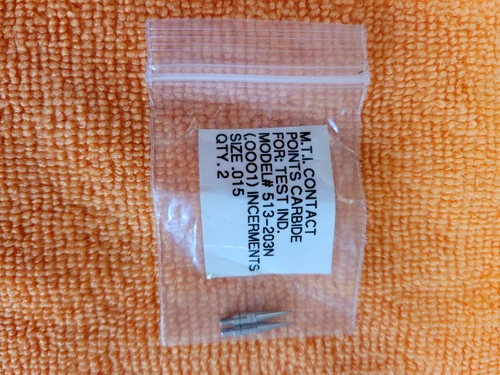 M.T.I. CONTACT
POINTS CARBIDE
FOR: TEST IND.
MODEL# 513-203N
(.0001) INCERMENTS
SIZE .015
QTY. 2